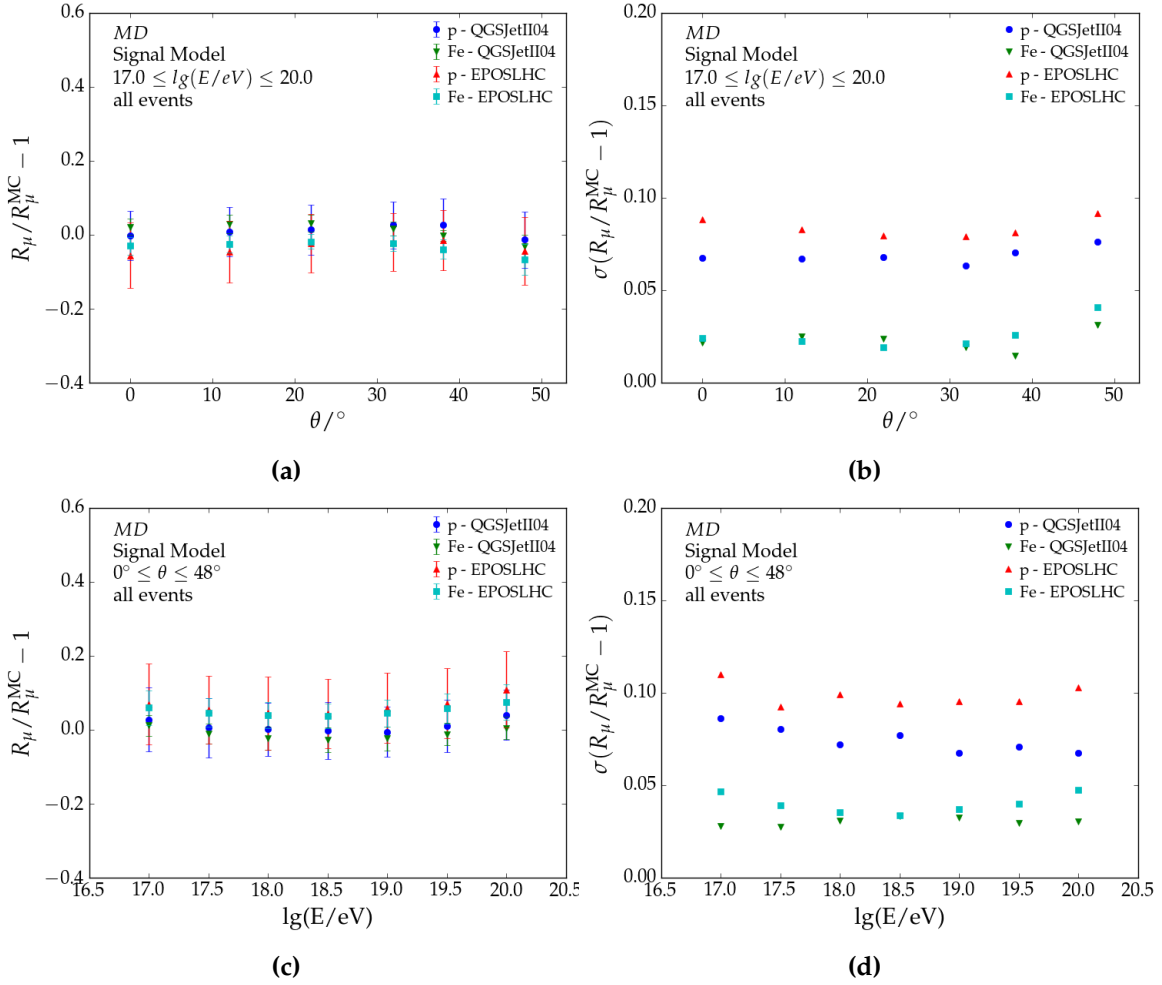 MD
Signal Model
17.0 ≤ lg(E/eV) ≤ 20.0
all events
p - QGSJetII04
Fe - QGSJetII04
p - EPOSLHC
Fe - EPOSLHC
R_μ/R_μ^MC − 1
0.6
0.4
0.2
0.0
−0.2
−0.4
0 10 20 30 40 50
θ/°
(a)
MD
Signal Model
17.0 ≤ lg(E/eV) ≤ 20.0
all events
p - QGSJetII04
Fe - QGSJetII04
p - EPOSLHC
Fe - EPOSLHC
σ(R_μ/R_μ^MC − 1)
0.20
0.15
0.10
0.05
0.00
0 10 20 30 40 50
θ/°
(b)
MD
Signal Model
0° ≤ θ ≤ 48°
all events
p - QGSJetII04
Fe - QGSJetII04
p - EPOSLHC
Fe - EPOSLHC
R_μ/R_μ^MC − 1
0.6
0.4
0.2
0.0
−0.2
−0.4
16.5 17.0 17.5 18.0 18.5 19.0 19.5 20.0 20.5
lg(E/eV)
(c)
MD
Signal Model
0° ≤ θ ≤ 48°
all events
p - QGSJetII04
Fe - QGSJetII04
p - EPOSLHC
Fe - EPOSLHC
σ(R_μ/R_μ^MC − 1)
0.20
0.15
0.10
0.05
0.00
16.5 17.0 17.5 18.0 18.5 19.0 19.5 20.0 20.5
lg(E/eV)
(d)